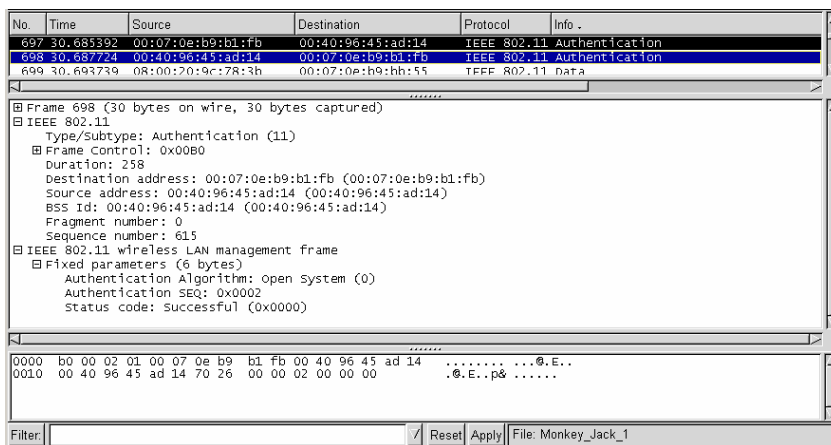 No. Time Source Destination Protocol Info .
697 30.685392 00:07:0e:b9:b1:fb 00:40:96:45:ad:14 IEEE 802.11 Authentication
698 30.687724 00:40:96:45:ad:14 00:07:0e:b9:b1:fb IEEE 802.11 Authentication
699 30.693739 08:00:20:9c:78:3b 00:07:0e:b9:bb:55 IEEE 802.11 Data
Frame 698 (30 bytes on wire, 30 bytes captured)
IEEE 802.11
Type/Subtype: Authentication (11)
Frame Control: 0x00B0
Duration: 258
Destination address: 00:07:0e:b9:b1:fb (00:07:0e:b9:b1:fb)
Source address: 00:40:96:45:ad:14 (00:40:96:45:ad:14)
BSS Id: 00:40:96:45:ad:14 (00:40:96:45:ad:14)
Fragment number: 0
Sequence number: 615
IEEE 802.11 wireless LAN management frame
Fixed parameters (6 bytes)
Authentication Algorithm: Open System (0)
Authentication SEQ: 0x0002
Status code: Successful (0x0000)
0000 b0 00 02 01 00 07 0e b9 b1 fb 00 40 96 45 ad 14 ........ ...@.E..
0010 00 40 96 45 ad 14 70 26 00 00 02 00 00 00 .@.E..p& ......
Filter: Reset Apply File: Monkey_Jack_1